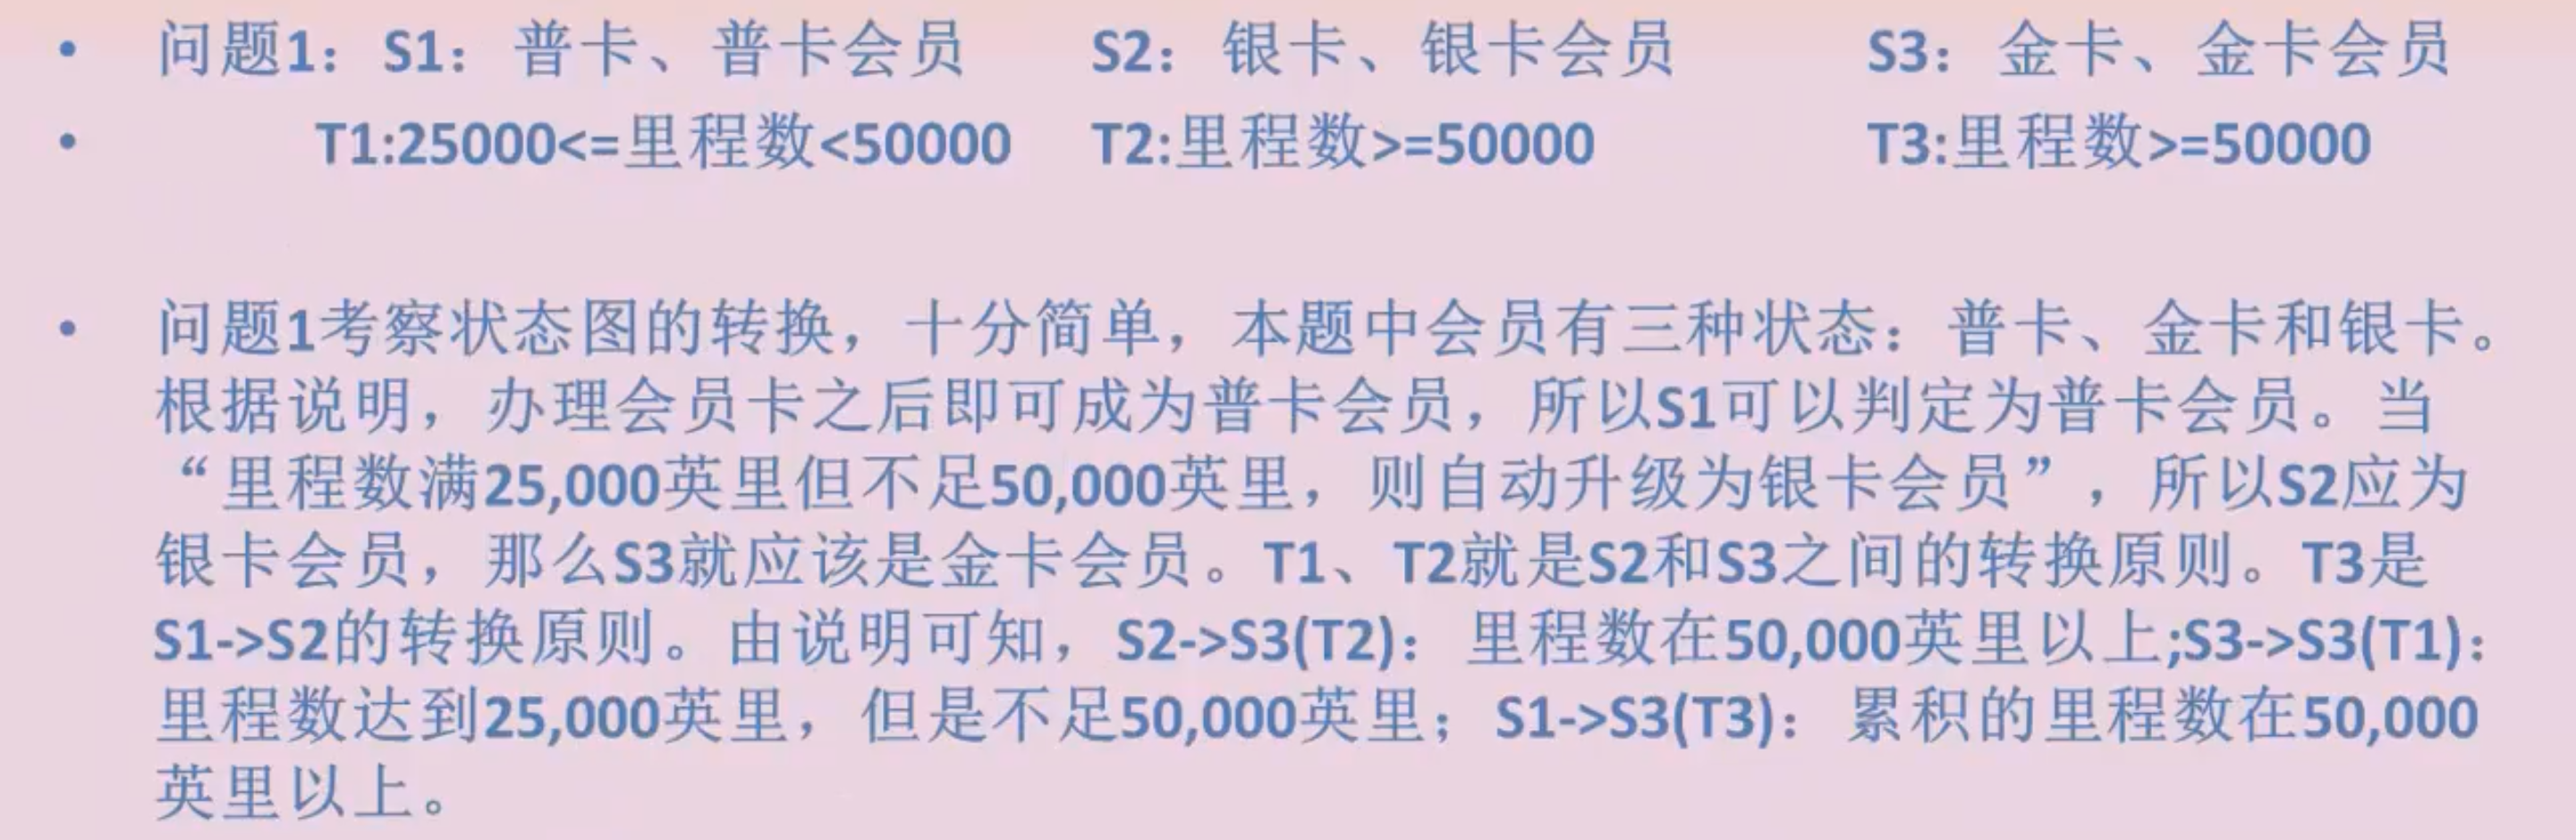 • 问题1：S1：普卡、普卡会员 S2：银卡、银卡会员 S3：金卡、金卡会员
• T1:25000<=里程数<50000 T2:里程数>=50000 T3:里程数>=50000
• 问题1考察状态图的转换，十分简单，本题中会员有三种状态：普卡、金卡和银卡。
根据说明，办理会员卡之后即可成为普卡会员，所以S1可以判定为普卡会员。当
“里程数满25,000英里但不足50,000英里，则自动升级为银卡会员”，所以S2应为
银卡会员，那么S3就应该是金卡会员。T1、T2就是S2和S3之间的转换原则。T3是
S1->S2的转换原则。由说明可知，S2->S3(T2)：里程数在50,000英里以上;S3->S3(T1)：
里程数达到25,000英里，但是不足50,000英里；S1->S3(T3)：累积的里程数在50,000
英里以上。